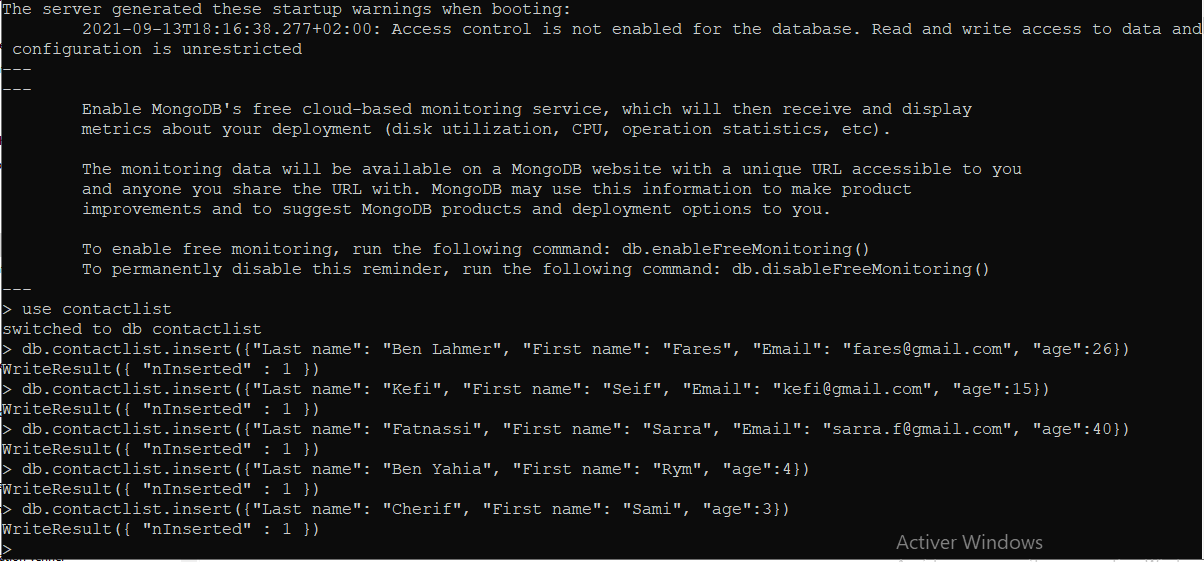 The server generated these startup warnings when booting:
2021-09-13T18:16:38.277+02:00: Access control is not enabled for the database. Read and write access to data and
configuration is unrestricted
---
---
Enable MongoDB's free cloud-based monitoring service, which will then receive and display
metrics about your deployment (disk utilization, CPU, operation statistics, etc).
The monitoring data will be available on a MongoDB website with a unique URL accessible to you
and anyone you share the URL with. MongoDB may use this information to make product
improvements and to suggest MongoDB products and deployment options to you.
To enable free monitoring, run the following command: db.enableFreeMonitoring()
To permanently disable this reminder, run the following command: db.disableFreeMonitoring()
---
> use contactlist
switched to db contactlist
> db.contactlist.insert({"Last name": "Ben Lahmer", "First name": "Fares", "Email": "fares@gmail.com", "age":26})
WriteResult({ "nInserted" : 1 })
> db.contactlist.insert({"Last name": "Kefi", "First name": "Seif", "Email": "kefi@gmail.com", "age":15})
WriteResult({ "nInserted" : 1 })
> db.contactlist.insert({"Last name": "Fatnassi", "First name": "Sarra", "Email": "sarra.f@gmail.com", "age":40})
WriteResult({ "nInserted" : 1 })
> db.contactlist.insert({"Last name": "Ben Yahia", "First name": "Rym", "age":4})
WriteResult({ "nInserted" : 1 })
> db.contactlist.insert({"Last name": "Cherif", "First name": "Sami", "age":3})
WriteResult({ "nInserted" : 1 })
>
Activer Windows